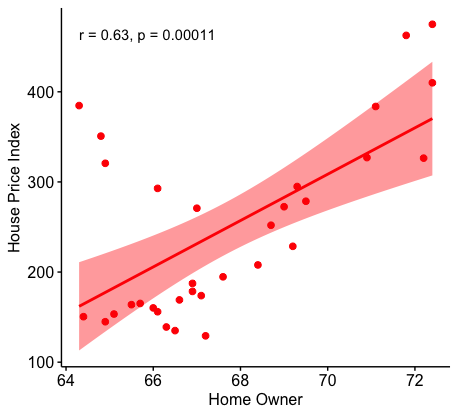 r = 0.63, p = 0.00011
House Price Index
400
300
200
100
64 66 68 70 72
Home Owner